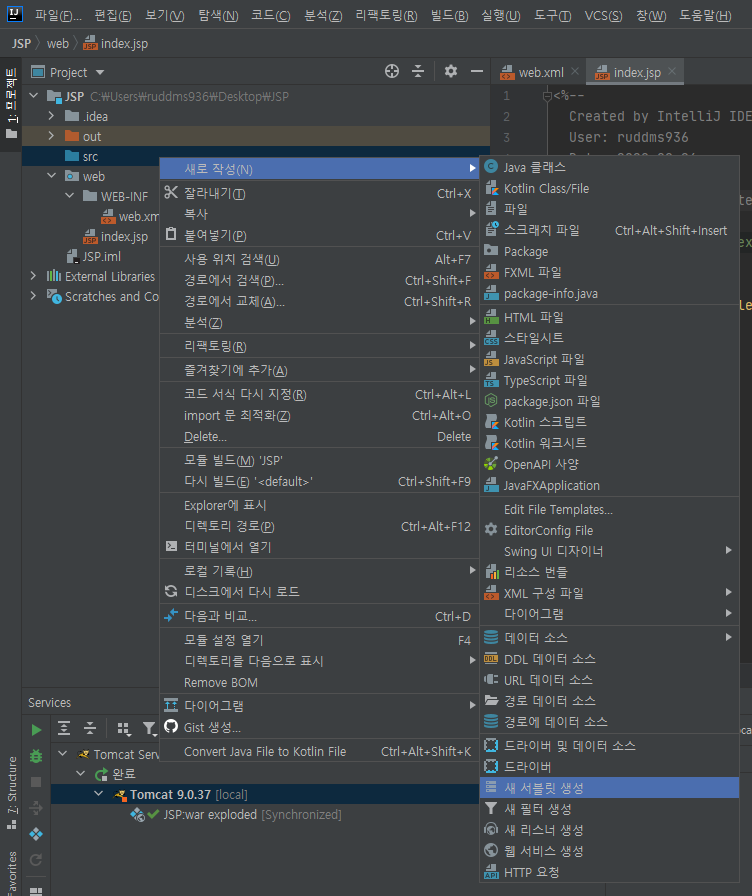 파일(F)... 편집(E) 보기(V) 탐색(N) 코드(C) 분석(Z) 리팩토링(R) 빌드(B) 실행(U) 도구(T) VCS(S) 창(W) 도움말(H)
JSP web index.jsp
Project
web.xml index.jsp
1: 프로젝트
JSP C:₩Users₩ruddms936₩Desktop₩JSP
.idea
out
src
web
WEB-INF
web.xm
index.jsp
JSP.iml
External Libraries
Scratches and Co
1 <%--
2 Created by IntelliJ IDE
3 User: ruddms936
새로 작성(N)
잘라내기(T) Ctrl+X
복사
붙여넣기(P) Ctrl+V
사용 위치 검색(U) Alt+F7
경로에서 검색(P)... Ctrl+Shift+F
경로에서 교체(A)... Ctrl+Shift+R
분석(Z)
리팩토링(R)
즐겨찾기에 추가(A)
코드 서식 다시 지정(R) Ctrl+Alt+L
import 문 최적화(Z) Ctrl+Alt+O
Delete... Delete
모듈 빌드(M) 'JSP'
다시 빌드(E) '<default>' Ctrl+Shift+F9
Explorer에 표시
디렉토리 경로(P) Ctrl+Alt+F12
터미널에서 열기
로컬 기록(H)
디스크에서 다시 로드
다음과 비교... Ctrl+D
모듈 설정 열기 F4
디렉토리를 다음으로 표시
Remove BOM
다이어그램
Gist 생성...
Convert Java File to Kotlin File Ctrl+Alt+Shift+K
Java 클래스
Kotlin Class/File
파일
스크래치 파일 Ctrl+Alt+Shift+Insert
Package
FXML 파일
package-info.java
HTML 파일
스타일시트
JavaScript 파일
TypeScript 파일
package.json 파일
Kotlin 스크립트
Kotlin 워크시트
OpenAPI 사양
JavaFXApplication
Edit File Templates...
EditorConfig File
Swing UI 디자이너
리소스 번들
XML 구성 파일
다이어그램
데이터 소스
DDL 데이터 소스
URL 데이터 소스
경로 데이터 소스
경로에 데이터 소스
드라이버 및 데이터 소스
드라이버
새 서블릿 생성
새 필터 생성
새 리스너 생성
웹 서비스 생성
HTTP 요청
Services
Tomcat Serv
완료
Tomcat 9.0.37 [local]
JSP:war exploded [Synchronized]
7: Structure
Favorites